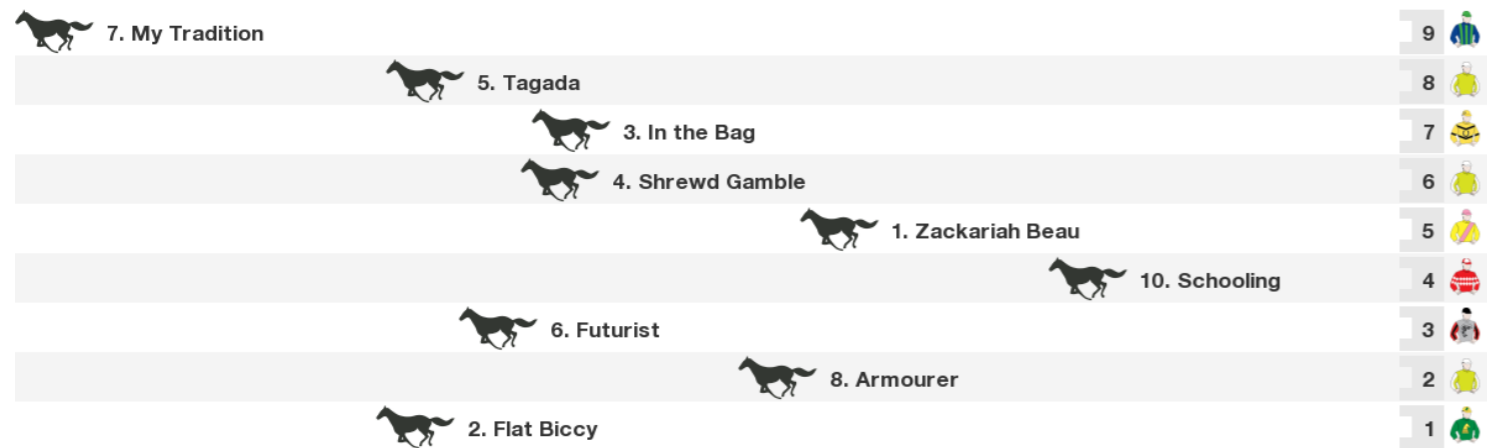 7. My Tradition 9
5. Tagada 8
3. In the Bag 7
4. Shrewd Gamble 6
1. Zackariah Beau 5
10. Schooling 4
6. Futurist 3
8. Armourer 2
2. Flat Biccy 1